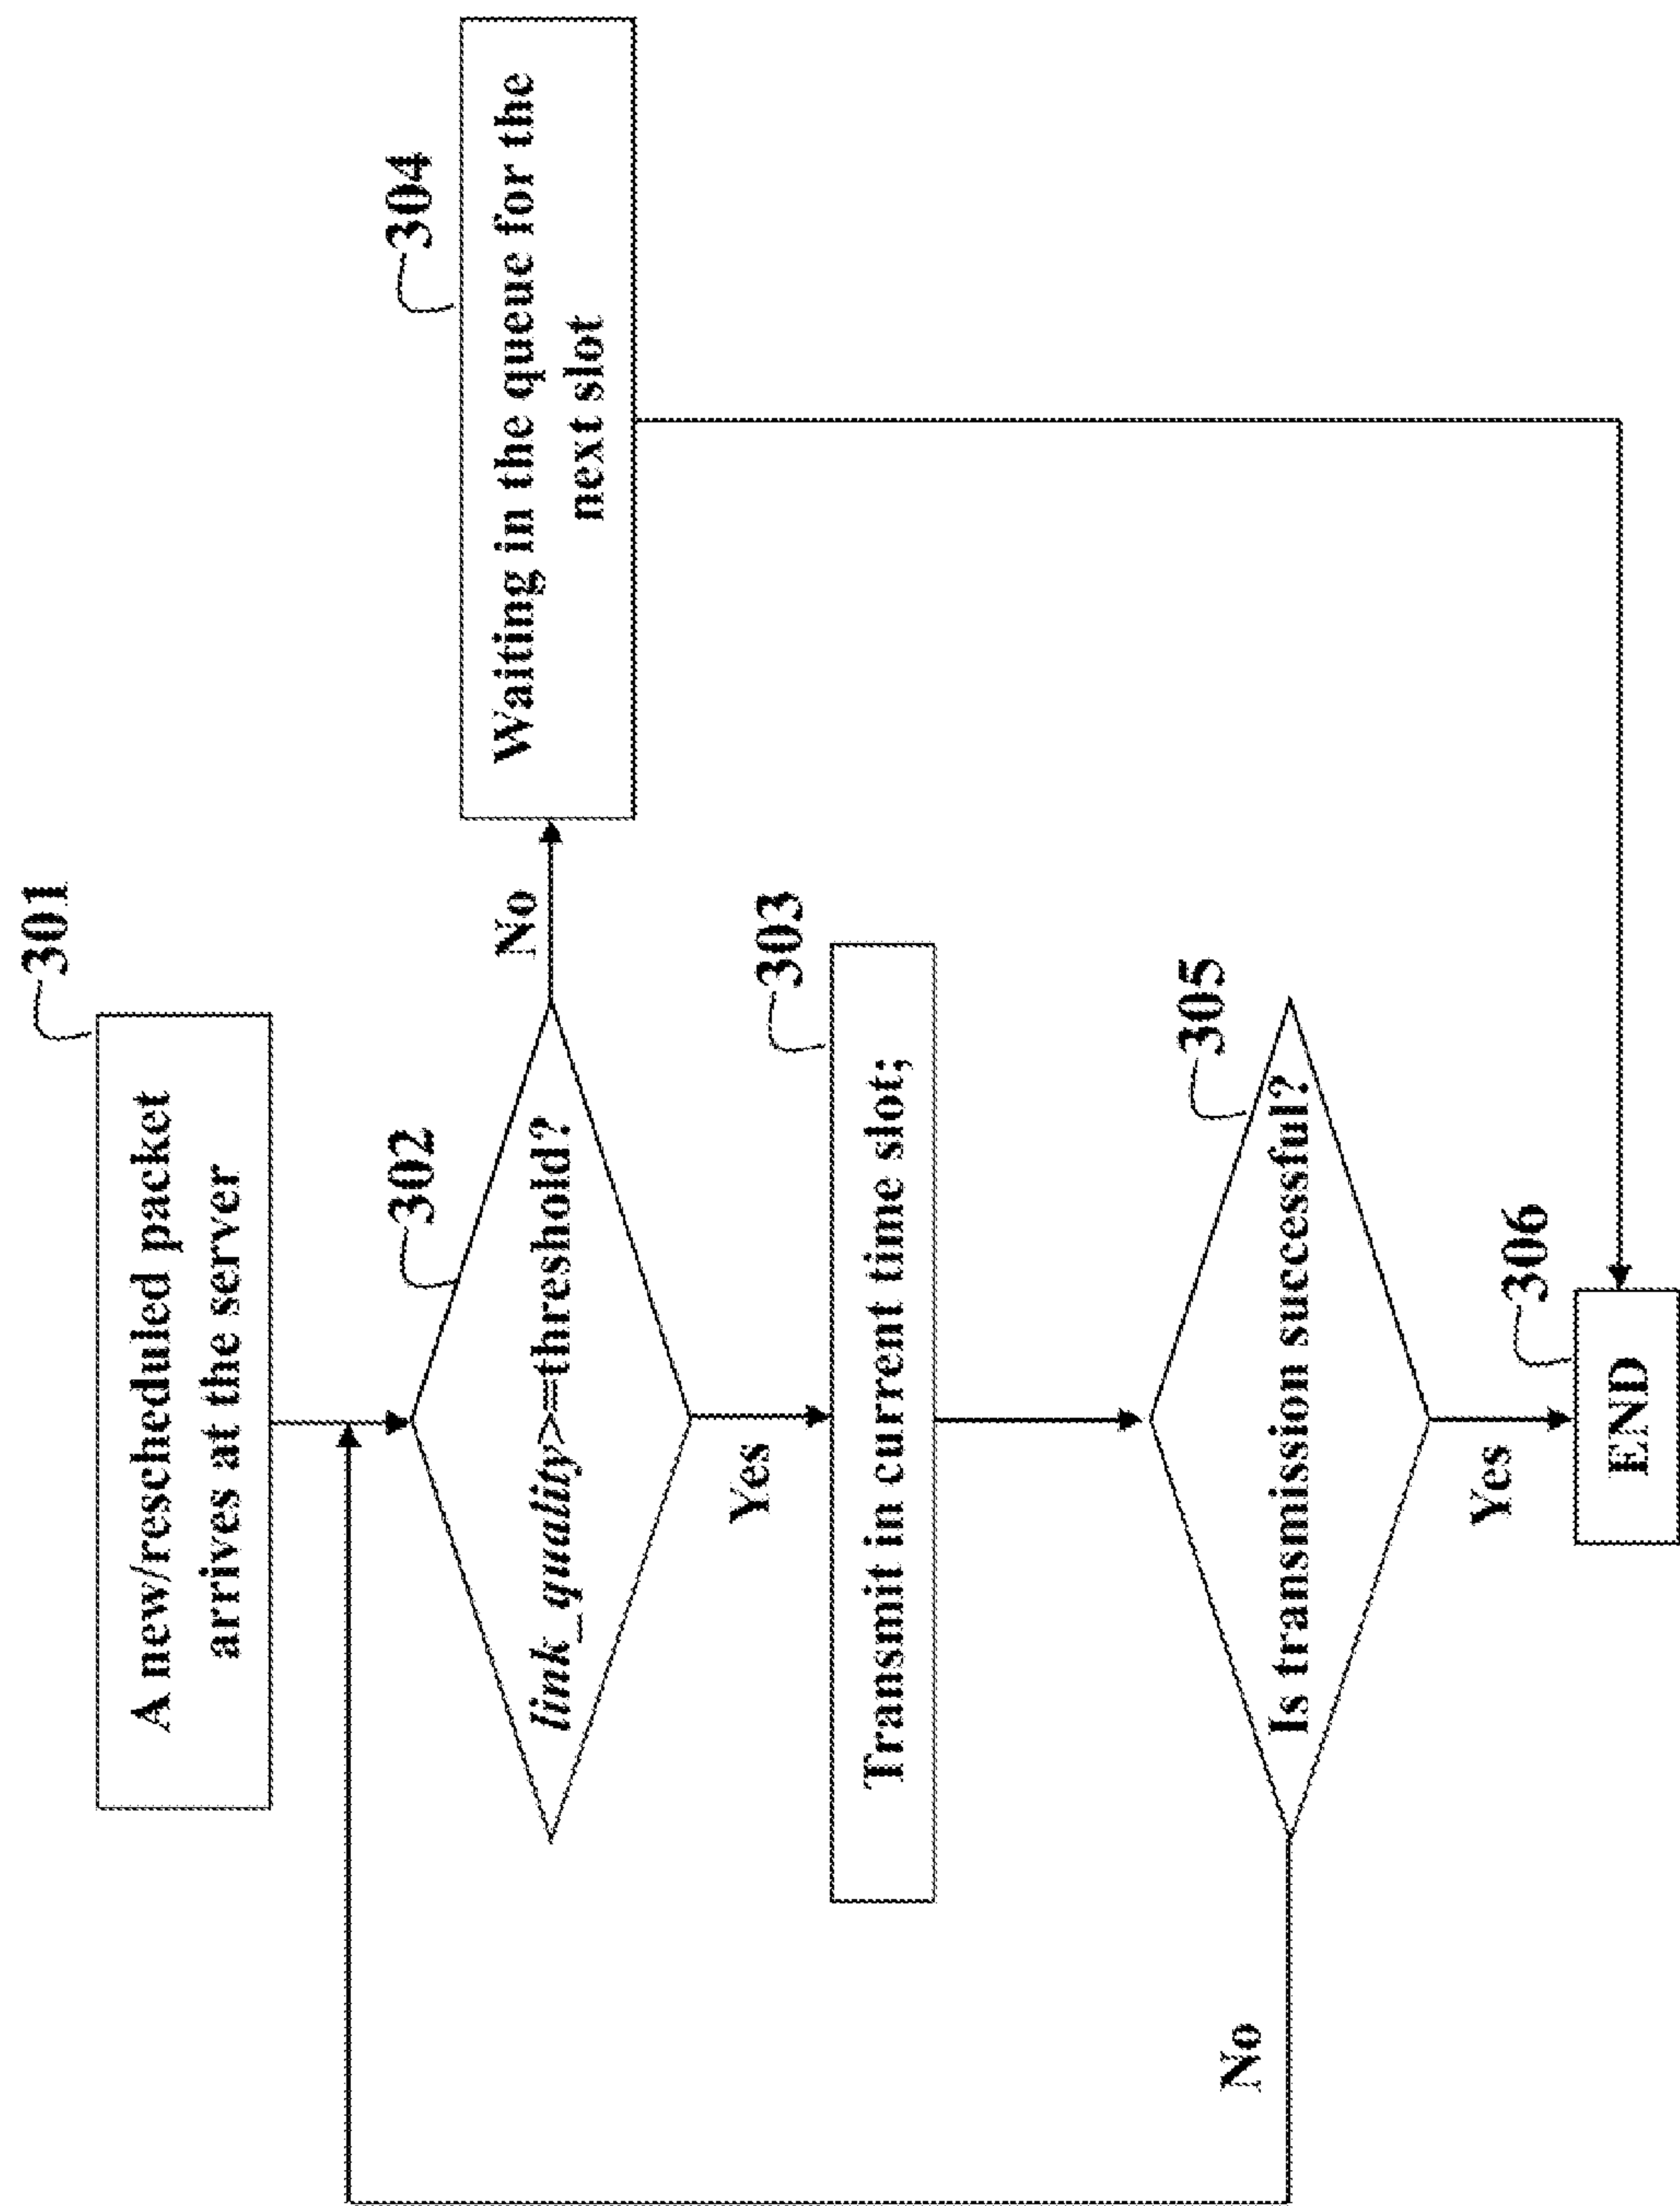 301
A new/rescheduled packet
arrives at the server
302
link_quality>=threshold?
No
304
Waiting in the queue for the
next slot
Yes
303
Transmit in current time slot;
305
Is transmission successful?
No
Yes
306
END